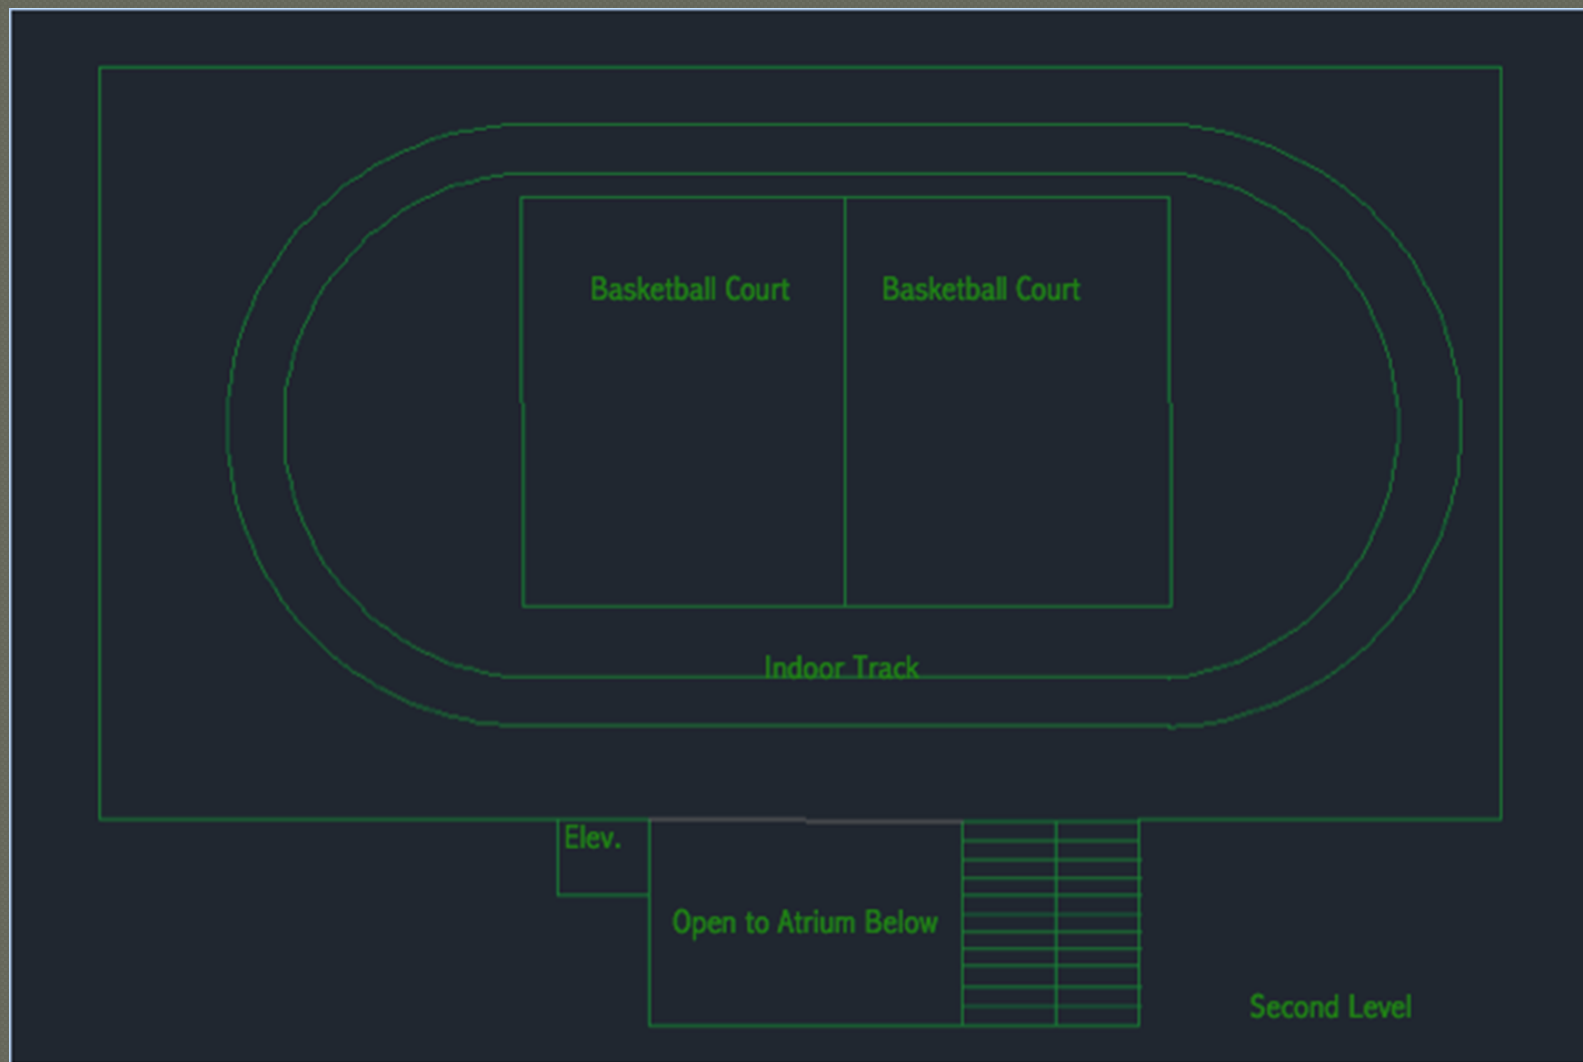 Basketball Court
Basketball Court
Indoor Track
Elev.
Open to Atrium Below
Second Level